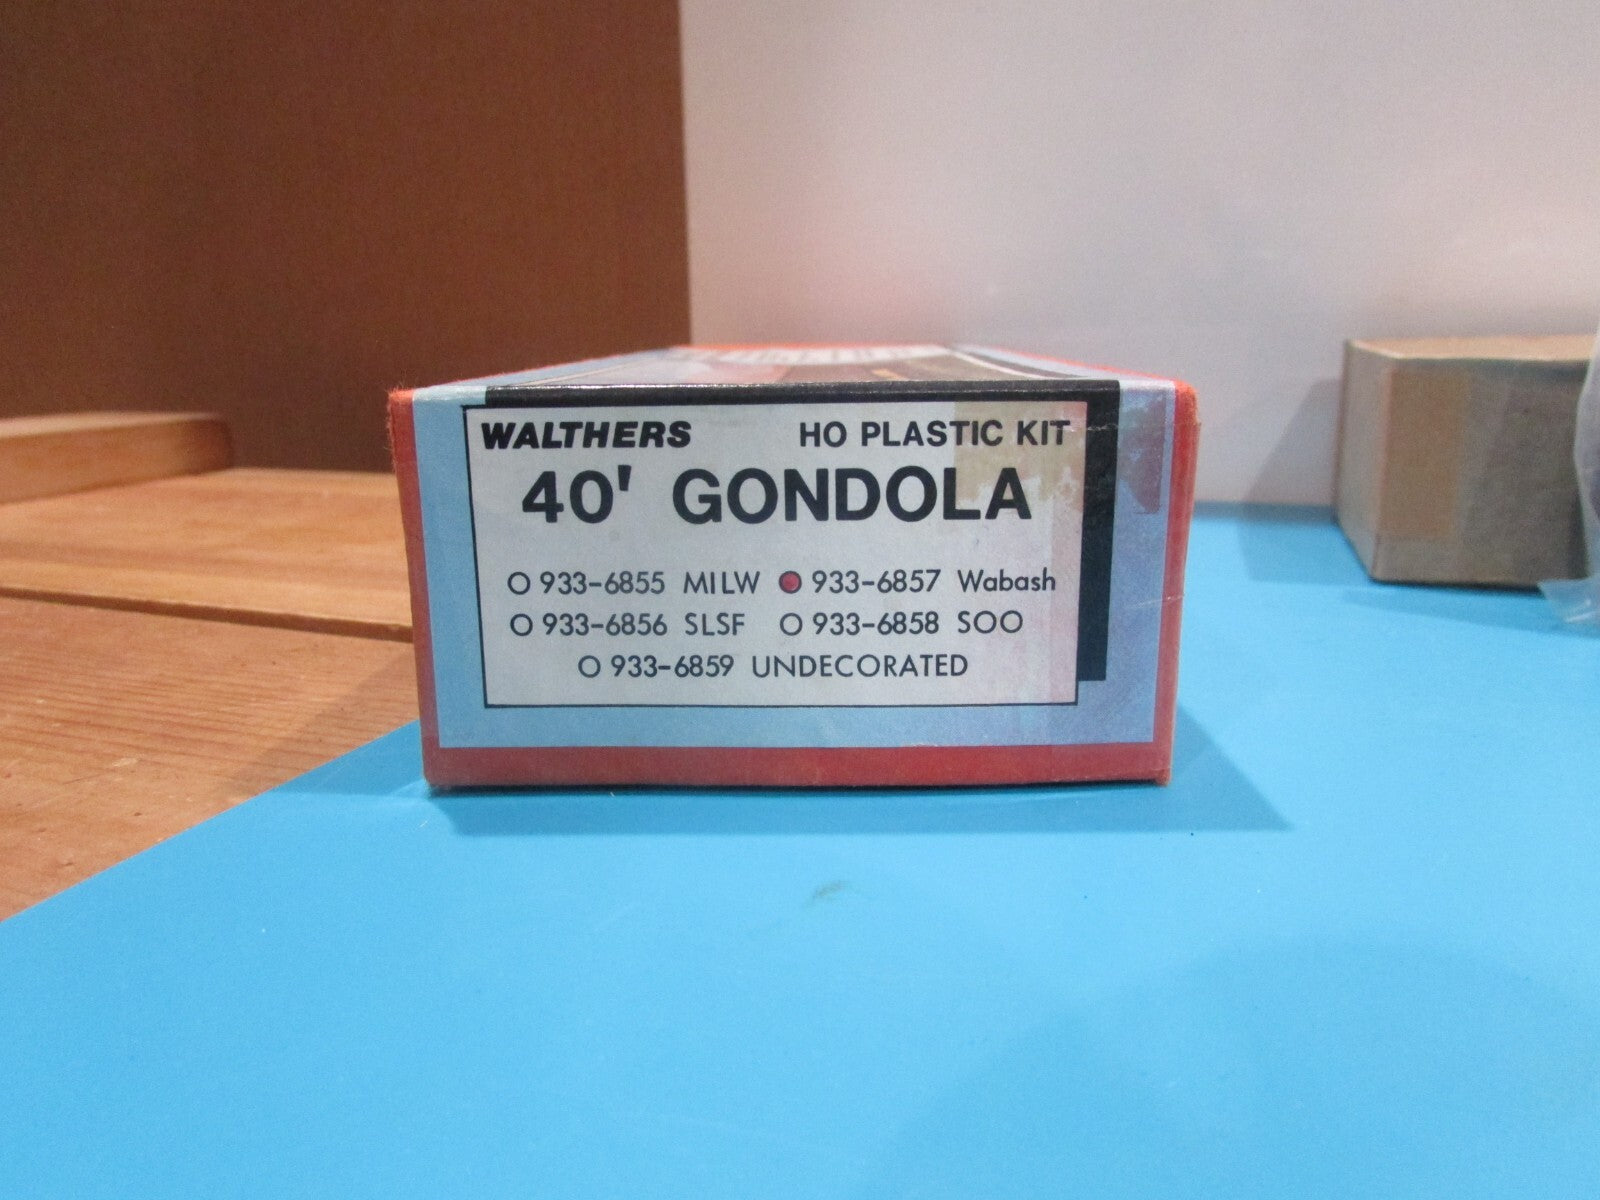 WALTHERS HO PLASTIC KIT
40' GONDOLA
933-6855 MILW 933-6857 Wabash
933-6856 SLSF 933-6858 SOO
933-6859 UNDECORATED